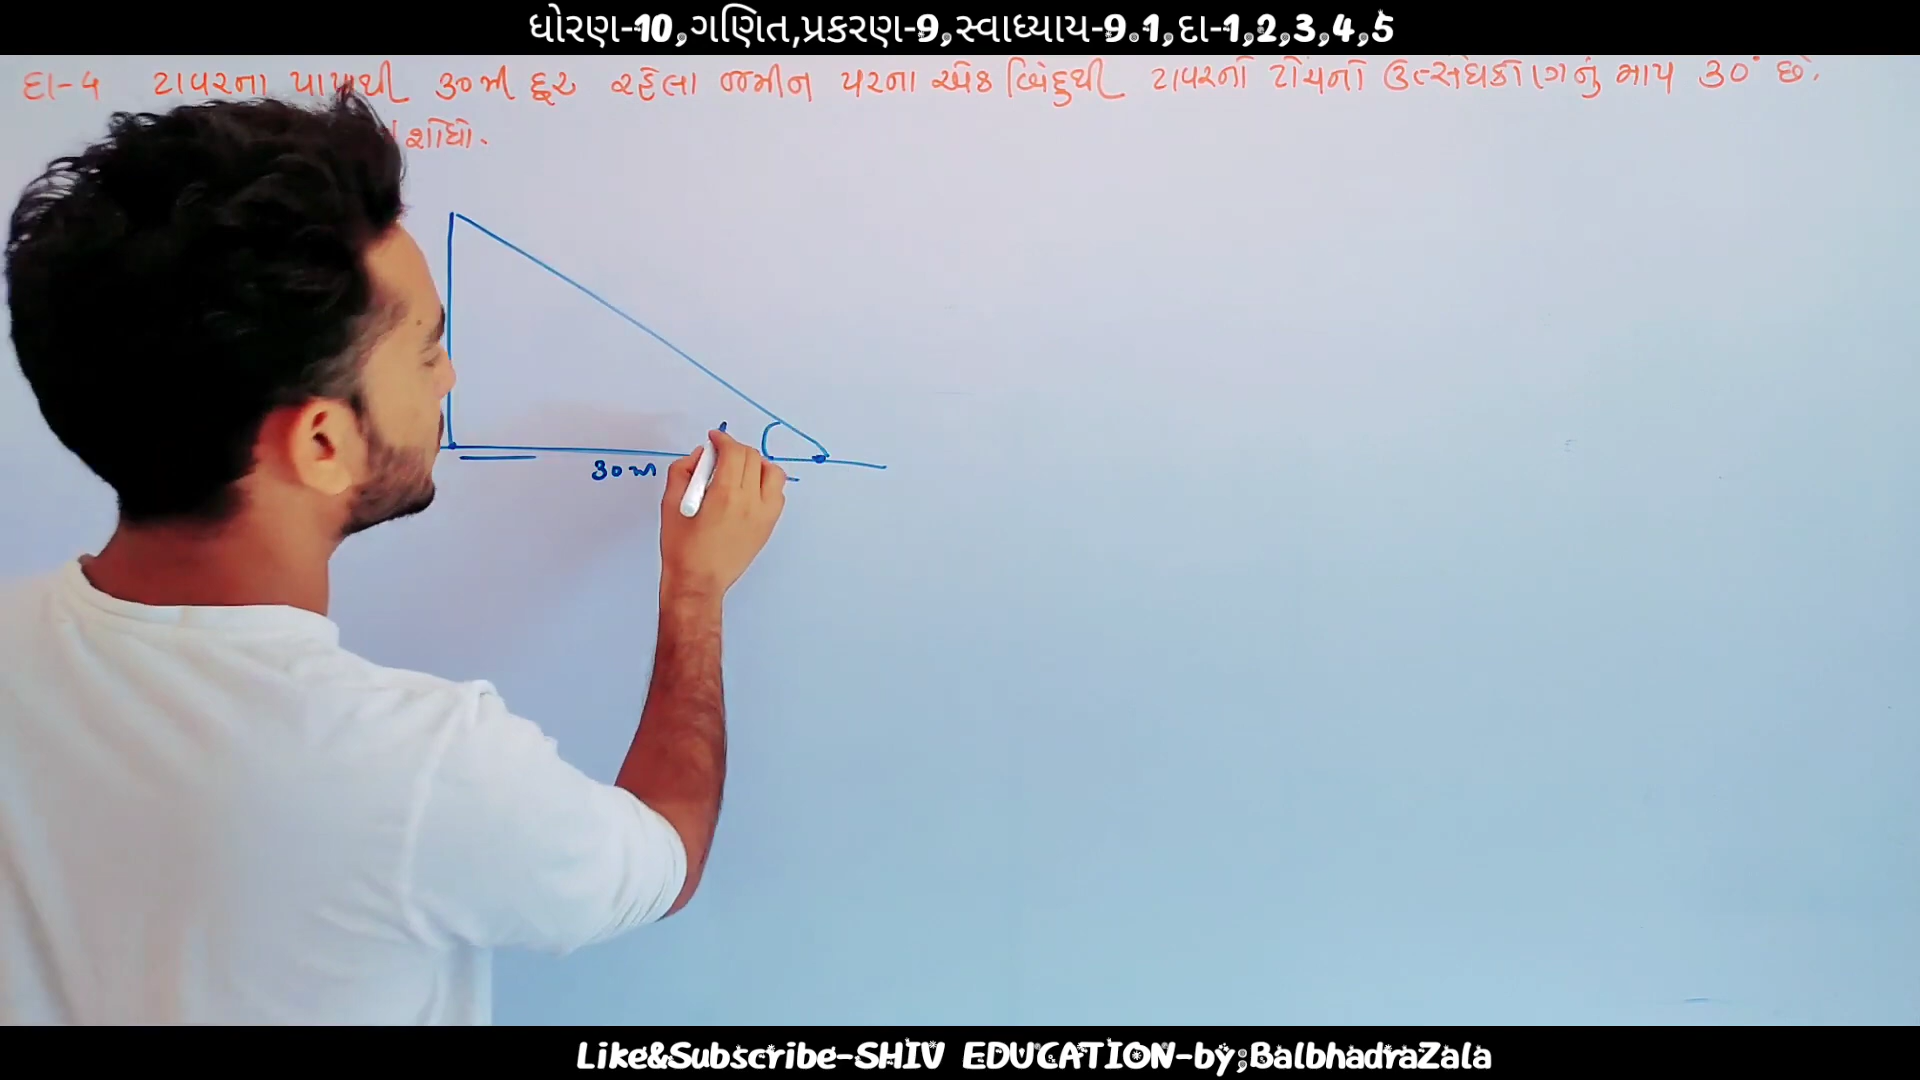 ધોરણ-10,ગણિત,પ્રકરણ-9,સ્વાધ્યાય-9.1,દા-1,2,3,4,5
દા-4 ટાવરના પાયાથી 30મી દૂર રહેલા જમીન પરના એક બિંદુથી ટાવરની ટોચના ઉત્સેધકોણનું માપ 30° છે.
શોધો.
30મી
Like&Subscribe-SHIV EDUCATION-by;BalbhadraZala